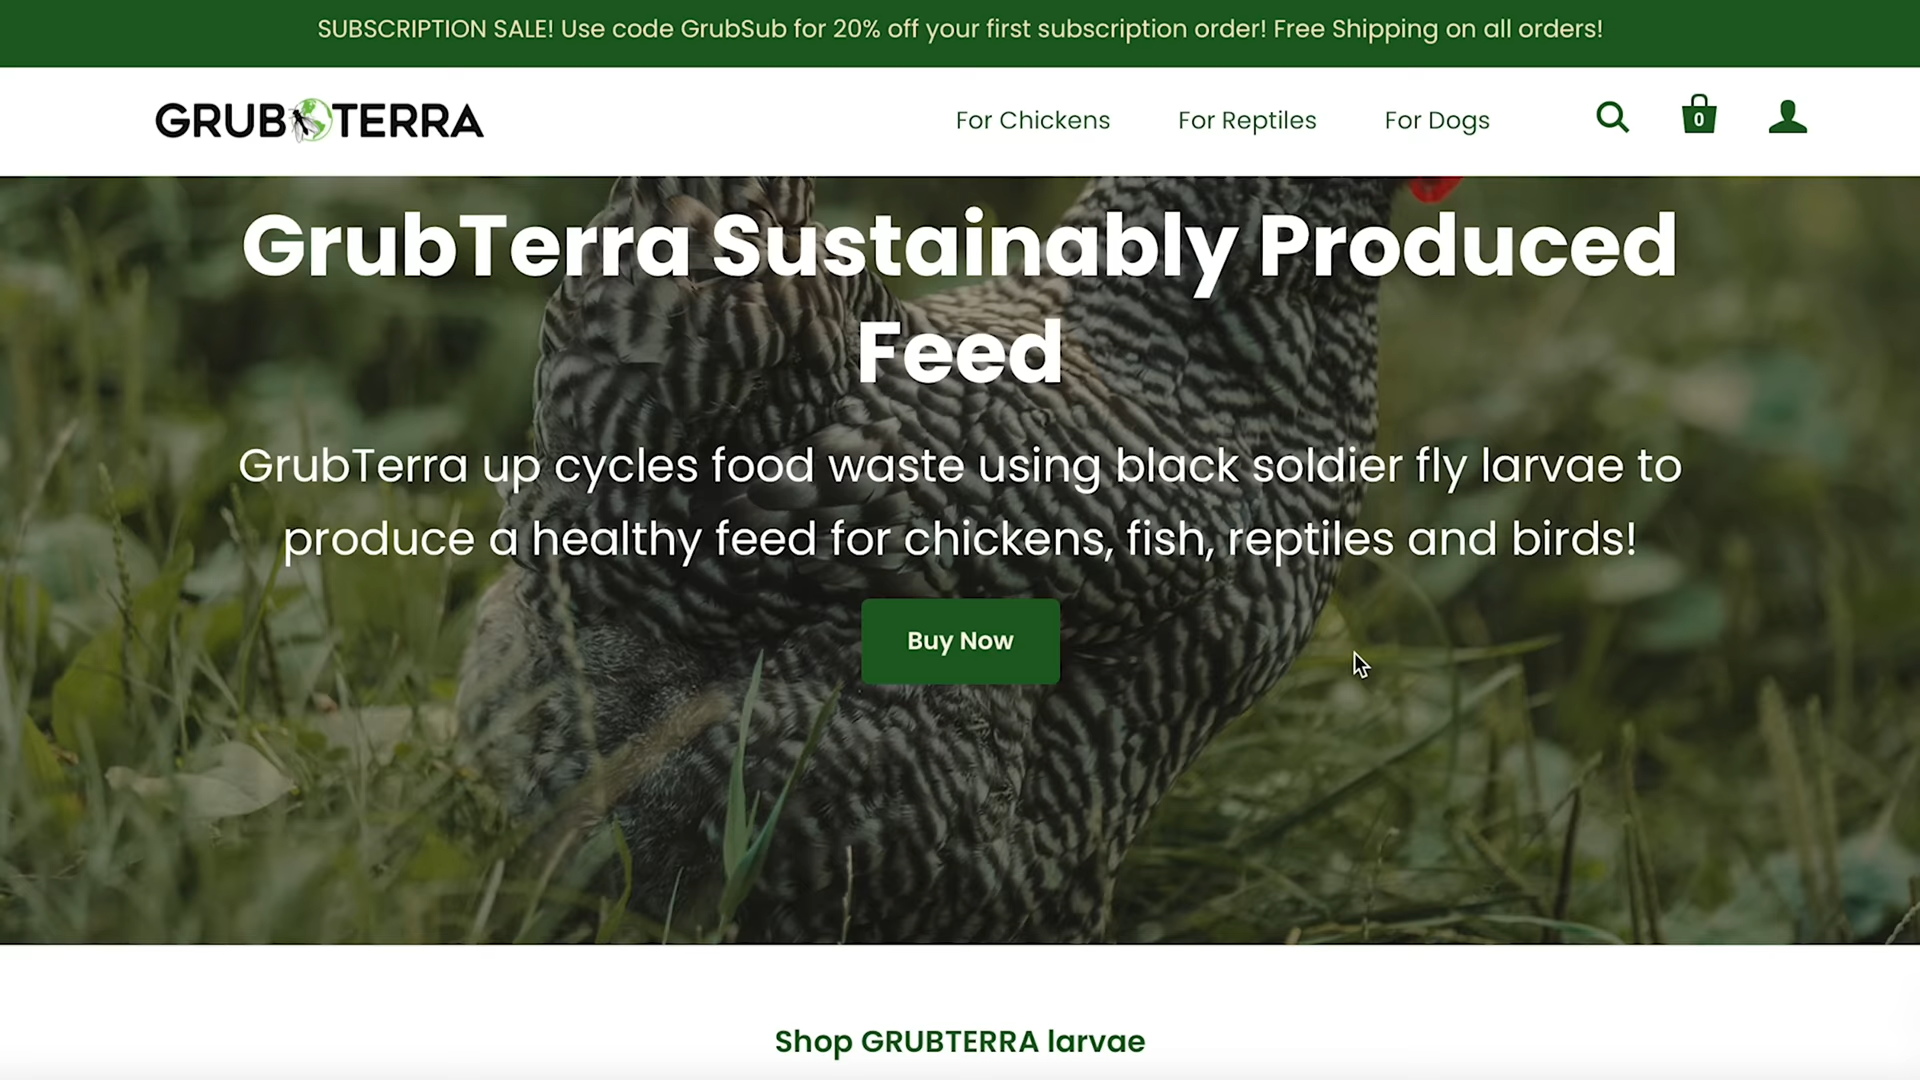 SUBSCRIPTION SALE! Use code GrubSub for 20% off your first subscription order! Free Shipping on all orders!
GRUBTERRA
For Chickens
For Reptiles
For Dogs
0
GrubTerra Sustainably Produced
Feed
GrubTerra up cycles food waste using black soldier fly larvae to
produce a healthy feed for chickens, fish, reptiles and birds!
Buy Now
Shop GRUBTERRA larvae